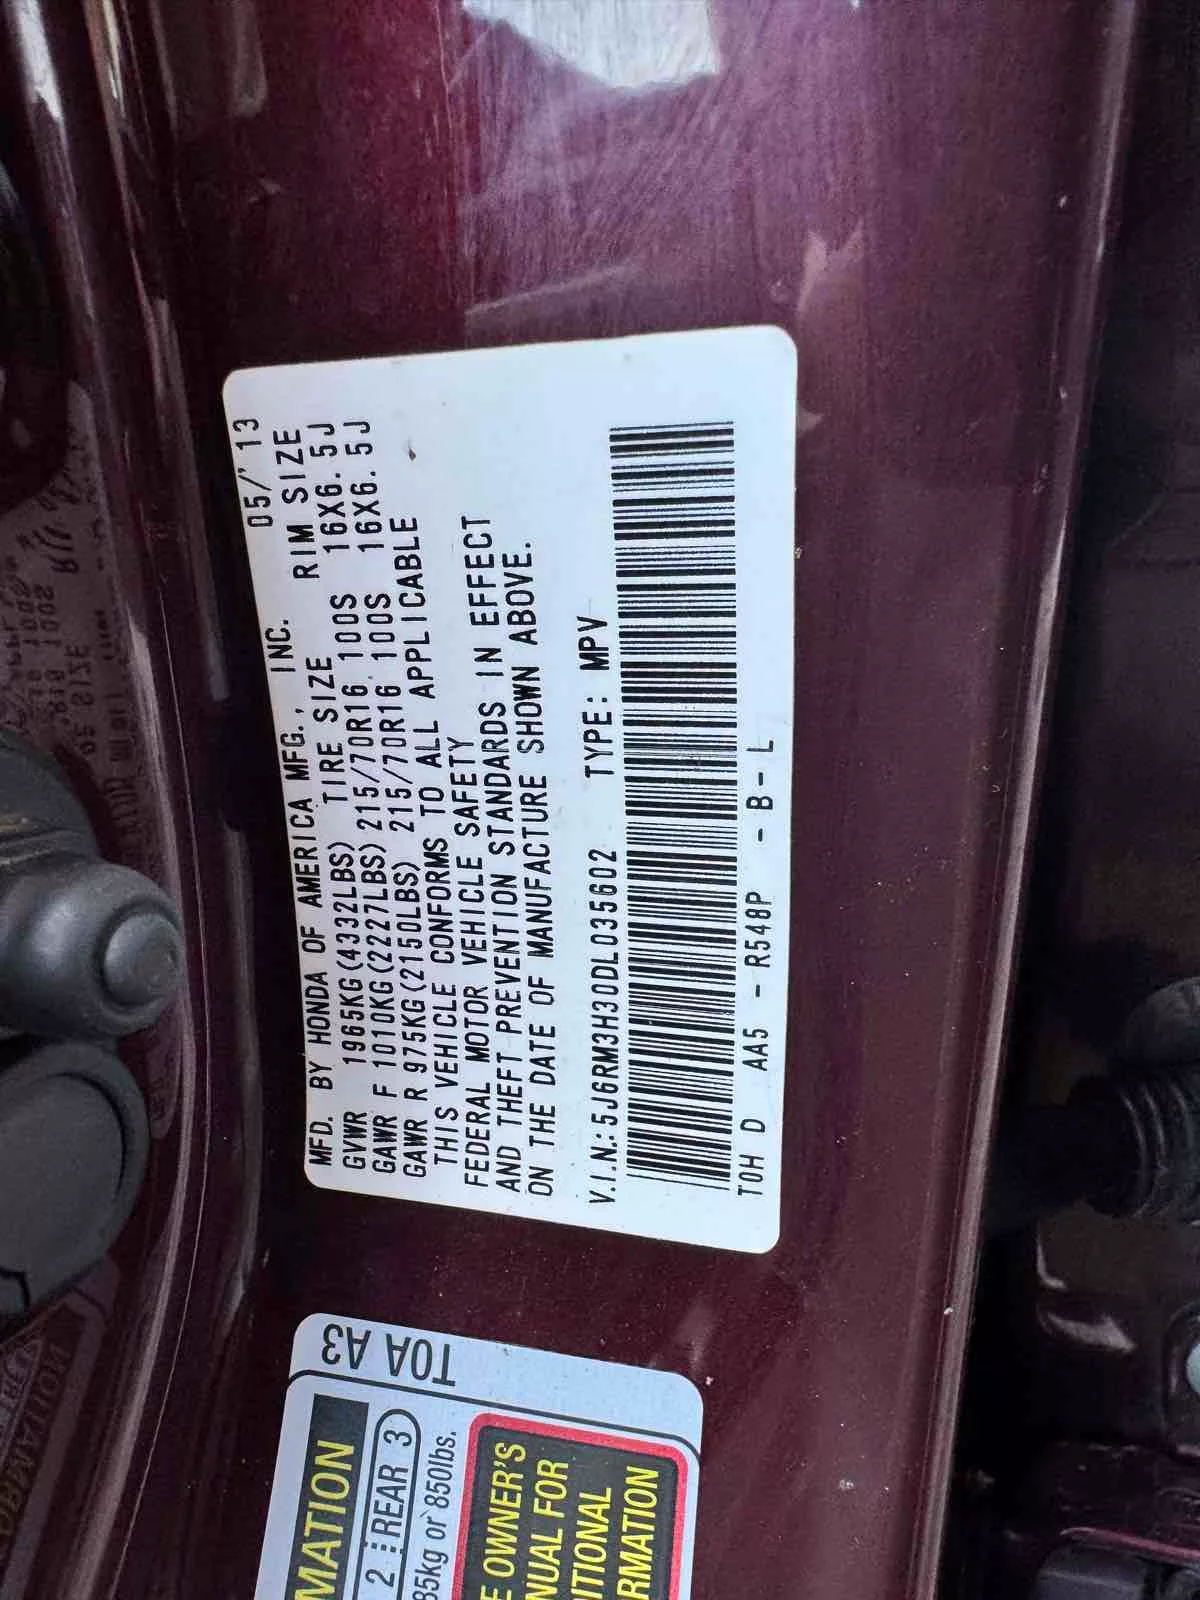 MFD. BY HONDA OF AMERICA MFG., INC. 05/'13
GVWR 1965KG(4332LBS) TIRE SIZE RIM SIZE
GAWR F 1010KG(2227LBS) 215/70R16 100S 16X6.5J
GAWR R 975KG(2150LBS) 215/70R16 100S 16X6.5J
THIS VEHICLE CONFORMS TO ALL APPLICABLE
FEDERAL MOTOR VEHICLE SAFETY
AND THEFT PREVENTION STANDARDS IN EFFECT
ON THE DATE OF MANUFACTURE SHOWN ABOVE.
V.I.N.: 5J6RM3H30DL035602 TYPE: MPV
TOH D AA5 - R548P - B - L
TOA A3
MATION
2 REAR 3
85kg or 850lbs.
E OWNER'S
NUAL FOR
ITIONAL
RMATION